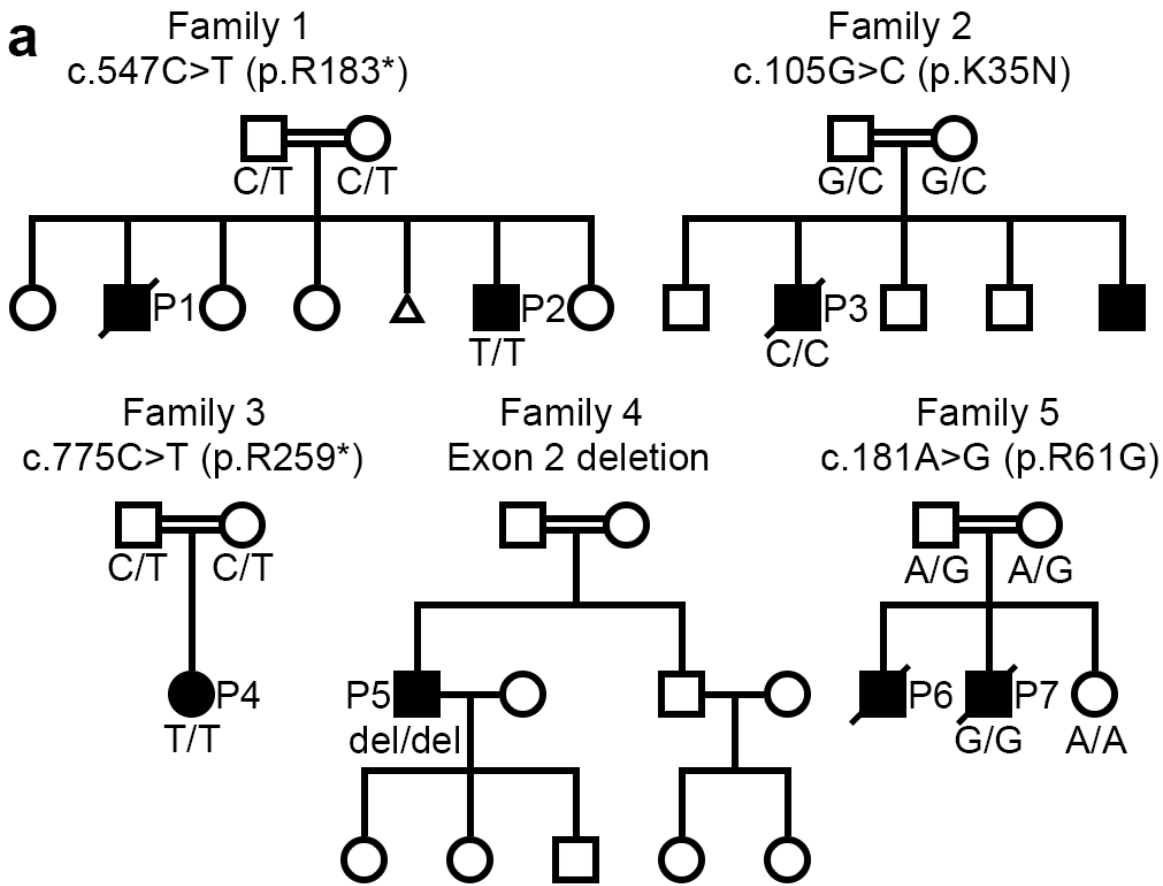 a
Family 1
c.547C>T (p.R183*)
C/T C/T
P1 P2
T/T
Family 2
c.105G>C (p.K35N)
G/C G/C
P3
C/C
Family 3
c.775C>T (p.R259*)
C/T C/T
P4
T/T
Family 4
Exon 2 deletion
P5
del/del
Family 5
c.181A>G (p.R61G)
A/G A/G
P6 P7
G/G A/A